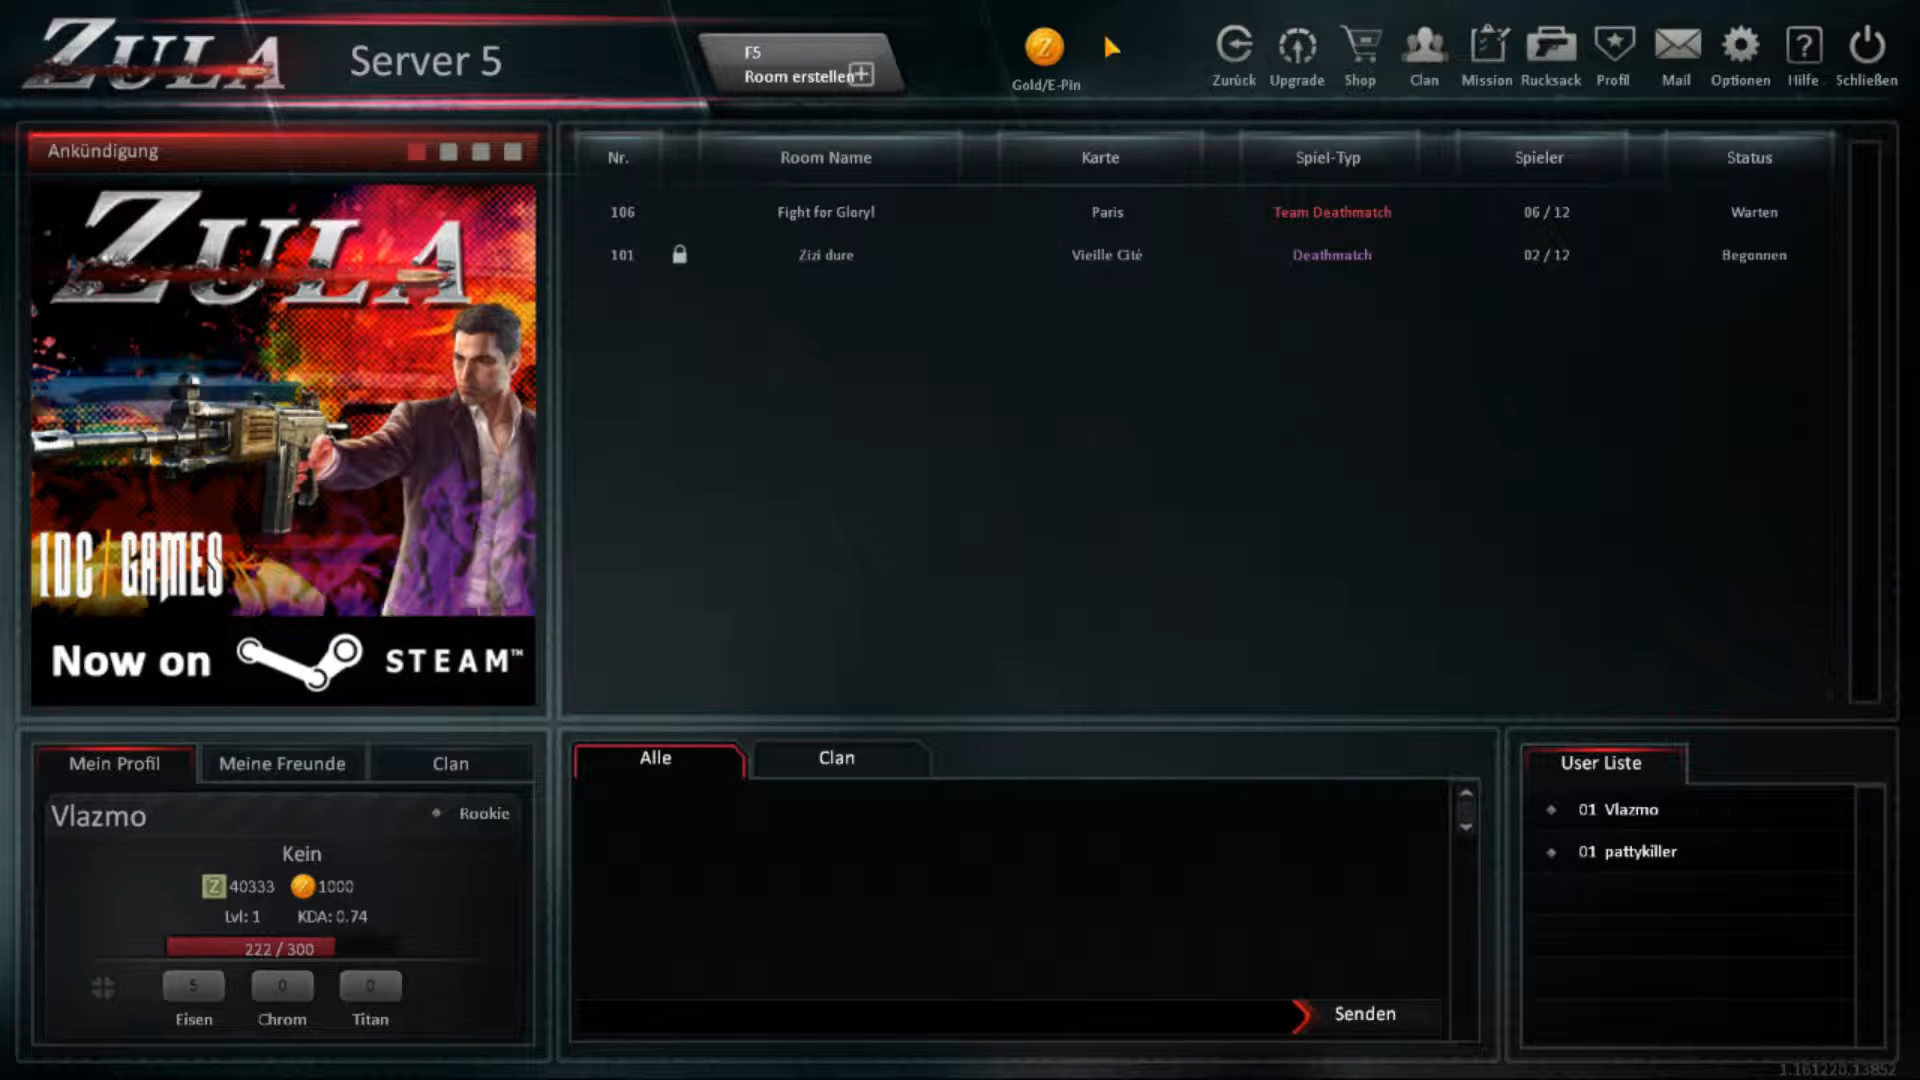 ZULA
Server 5
F5
Room erstellen
Gold/E-Pin
Zurück
Upgrade
Shop
Clan
Mission
Rucksack
Profil
Mail
Optionen
Hilfe
Schließen
Ankündigung
ZULA
IDC/GAMES
Now on STEAM™
Nr. Room Name Karte Spiel-Typ Spieler Status
106 Fight for Glory! Paris Team Deathmatch 06 / 12 Warten
101 Zizi dure Vieille Cité Deathmatch 02 / 12 Begonnen
Mein Profil
Meine Freunde
Clan
Vlazmo
Rookie
Kein
Z 40333 Z 1000
Lvl: 1 KDA: 0.74
222 / 300
5 0 0
Eisen Chrom Titan
Alle
Clan
Senden
User Liste
01 Vlazmo
01 pattykiller
1.161220.13852